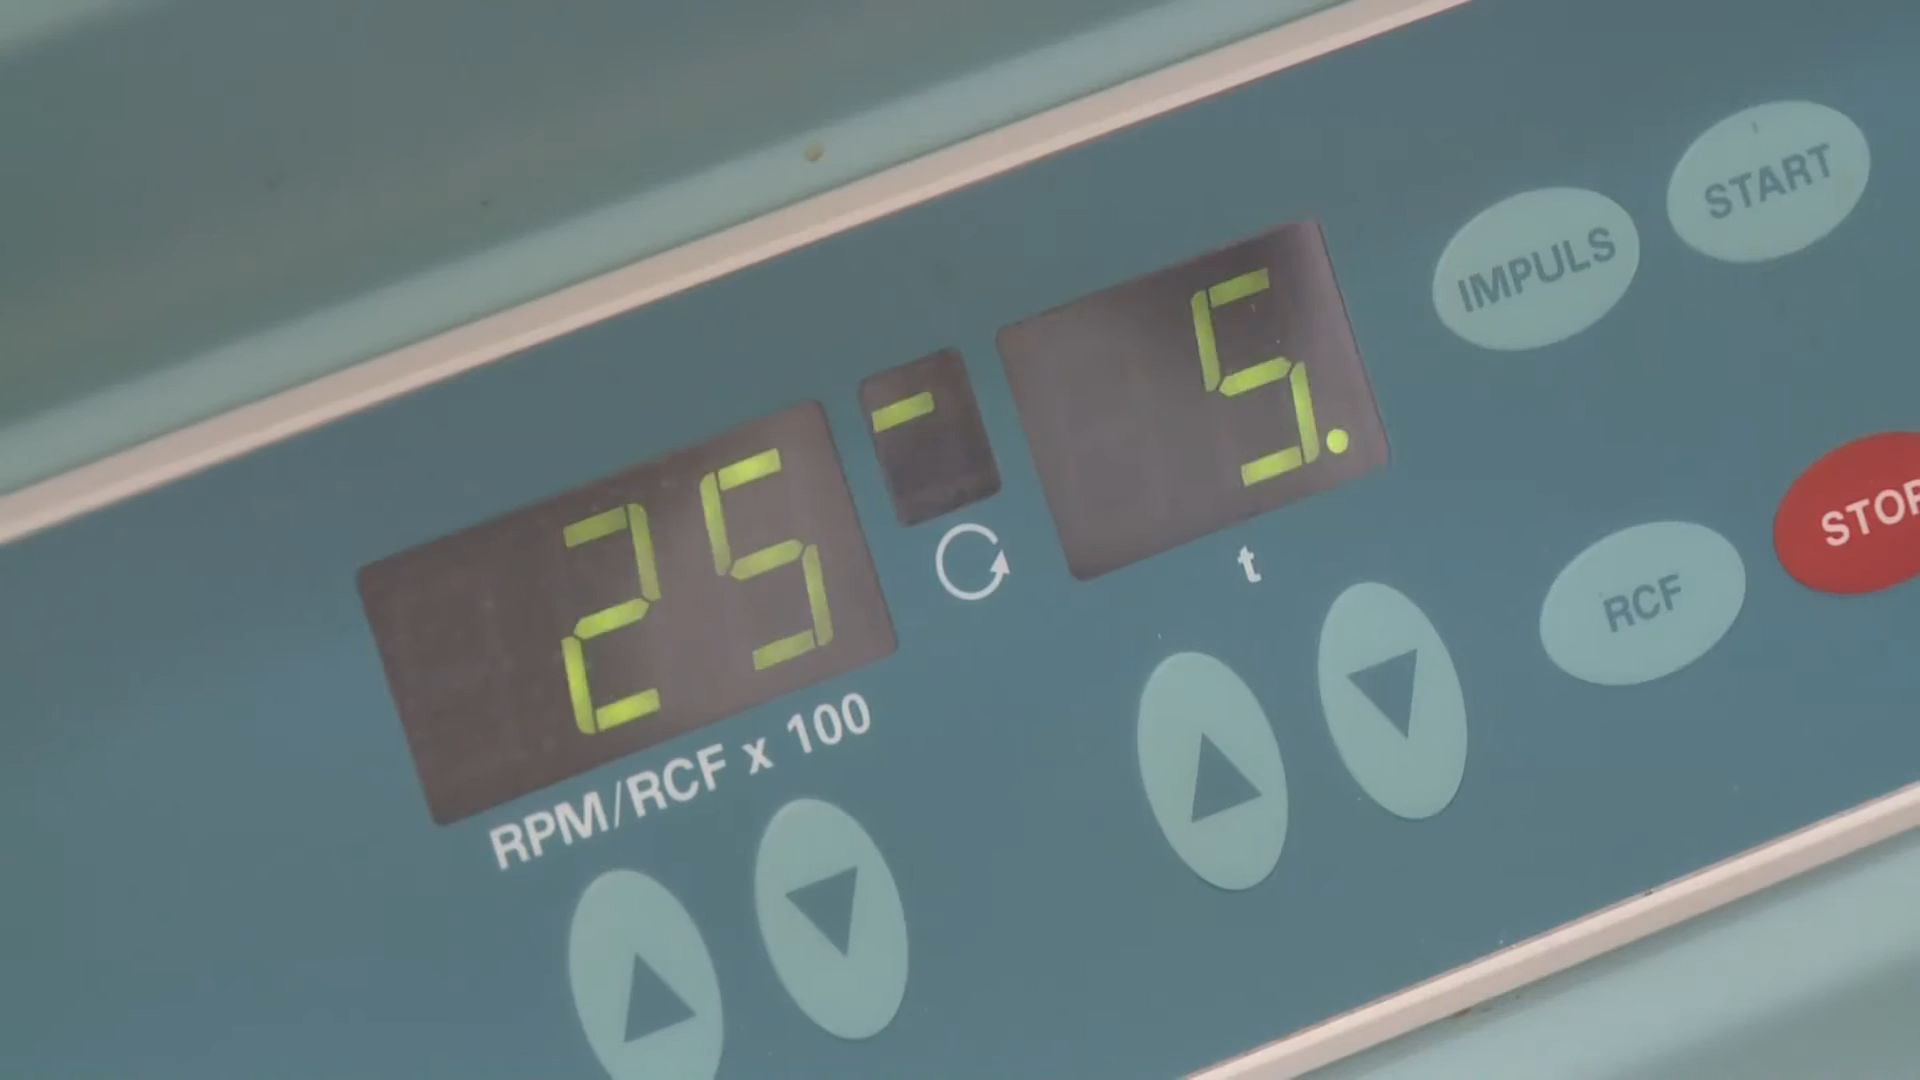 25 - 5.
RPM/RCF x 100
t
IMPULS
START
RCF
STOP